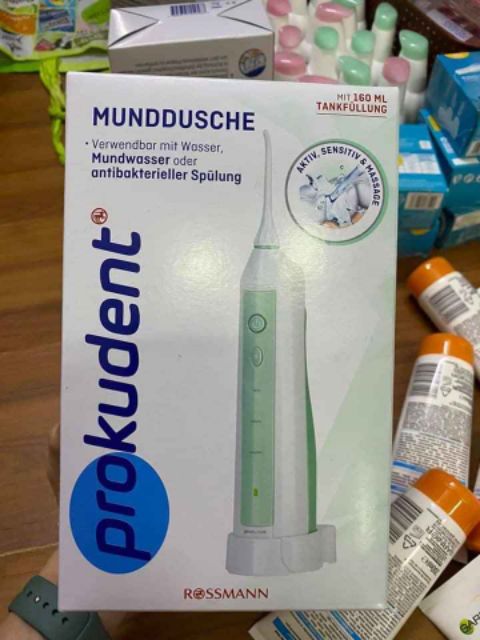 MUNDDUSCHE
• Verwendbar mit Wasser,
Mundwasser oder
antibakterieller Spülung
MIT 160 ML
TANKFÜLLUNG
AKTIV, SENSITIV & MASSAGE
prokudent
ROSSMANN